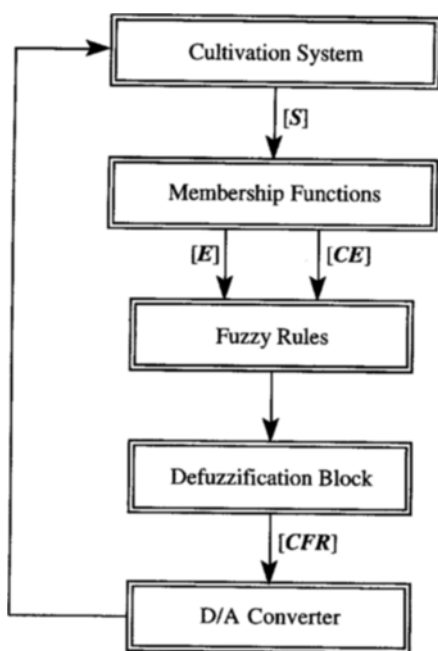 Cultivation System
[S]
Membership Functions
[E] [CE]
Fuzzy Rules
Defuzzification Block
[CFR]
D/A Converter